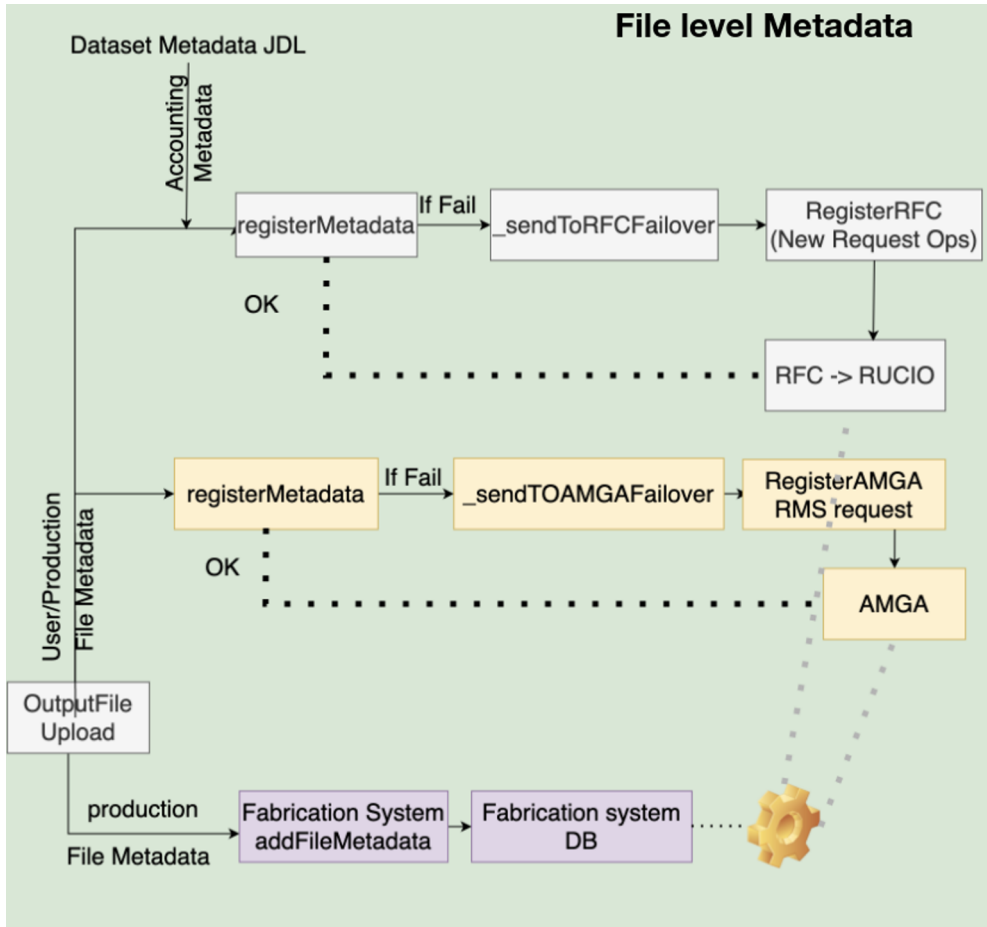 File level Metadata
Dataset Metadata JDL
Accounting
Metadata
registerMetadata
If Fail
_sendToRFCFailover
RegisterRFC
(New Request Ops)
OK
RFC -> RUCIO
registerMetadata
If Fail
_sendTOAMGAFailover
RegisterAMGA
RMS request
OK
AMGA
User/Production
File Metadata
OutputFile
Upload
production
File Metadata
Fabrication System
addFileMetadata
Fabrication system
DB